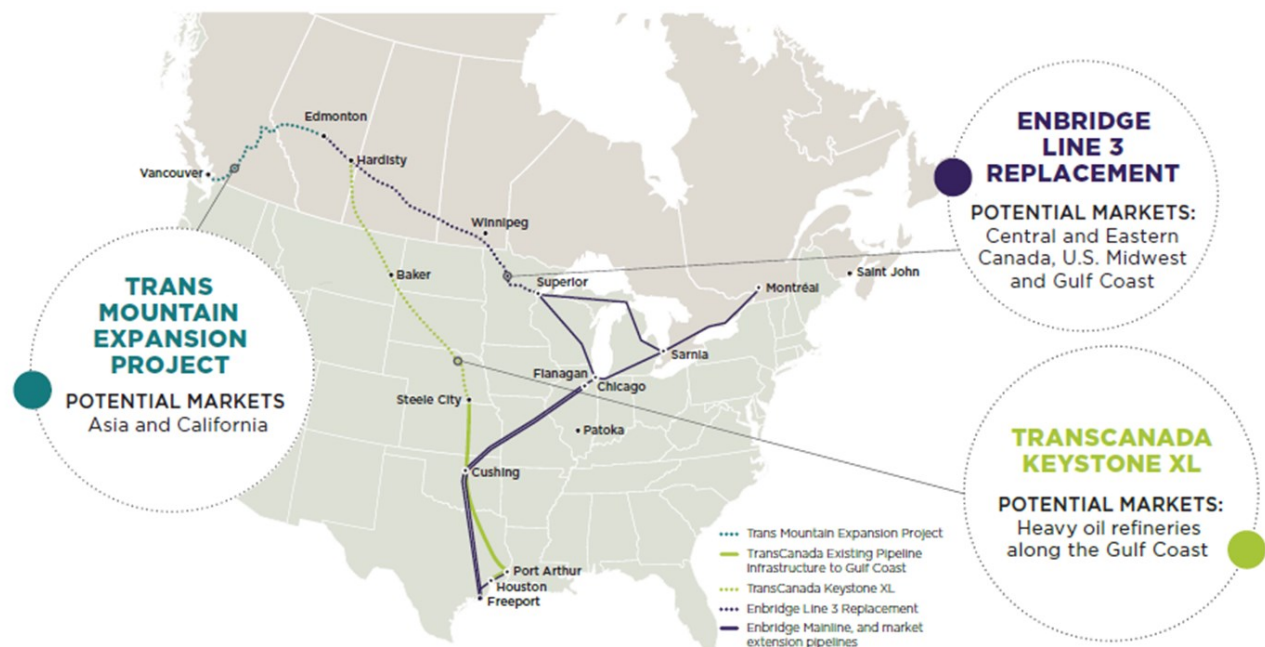 Edmonton
Hardisty
Vancouver
Winnipeg
Baker
Superior
Montréal
Saint John
Sarnia
Flanagan
Chicago
Steele City
Patoka
Cushing
Port Arthur
Houston
Freeport
TRANS
MOUNTAIN
EXPANSION
PROJECT
POTENTIAL MARKETS
Asia and California
ENBRIDGE
LINE 3
REPLACEMENT
POTENTIAL MARKETS:
Central and Eastern
Canada, U.S. Midwest
and Gulf Coast
TRANSCANADA
KEYSTONE XL
POTENTIAL MARKETS:
Heavy oil refineries
along the Gulf Coast
Trans Mountain Expansion Project
TransCanada Existing Pipeline
Infrastructure to Gulf Coast
TransCanada Keystone XL
Enbridge Line 3 Replacement
Enbridge Mainline, and market
extension pipelines